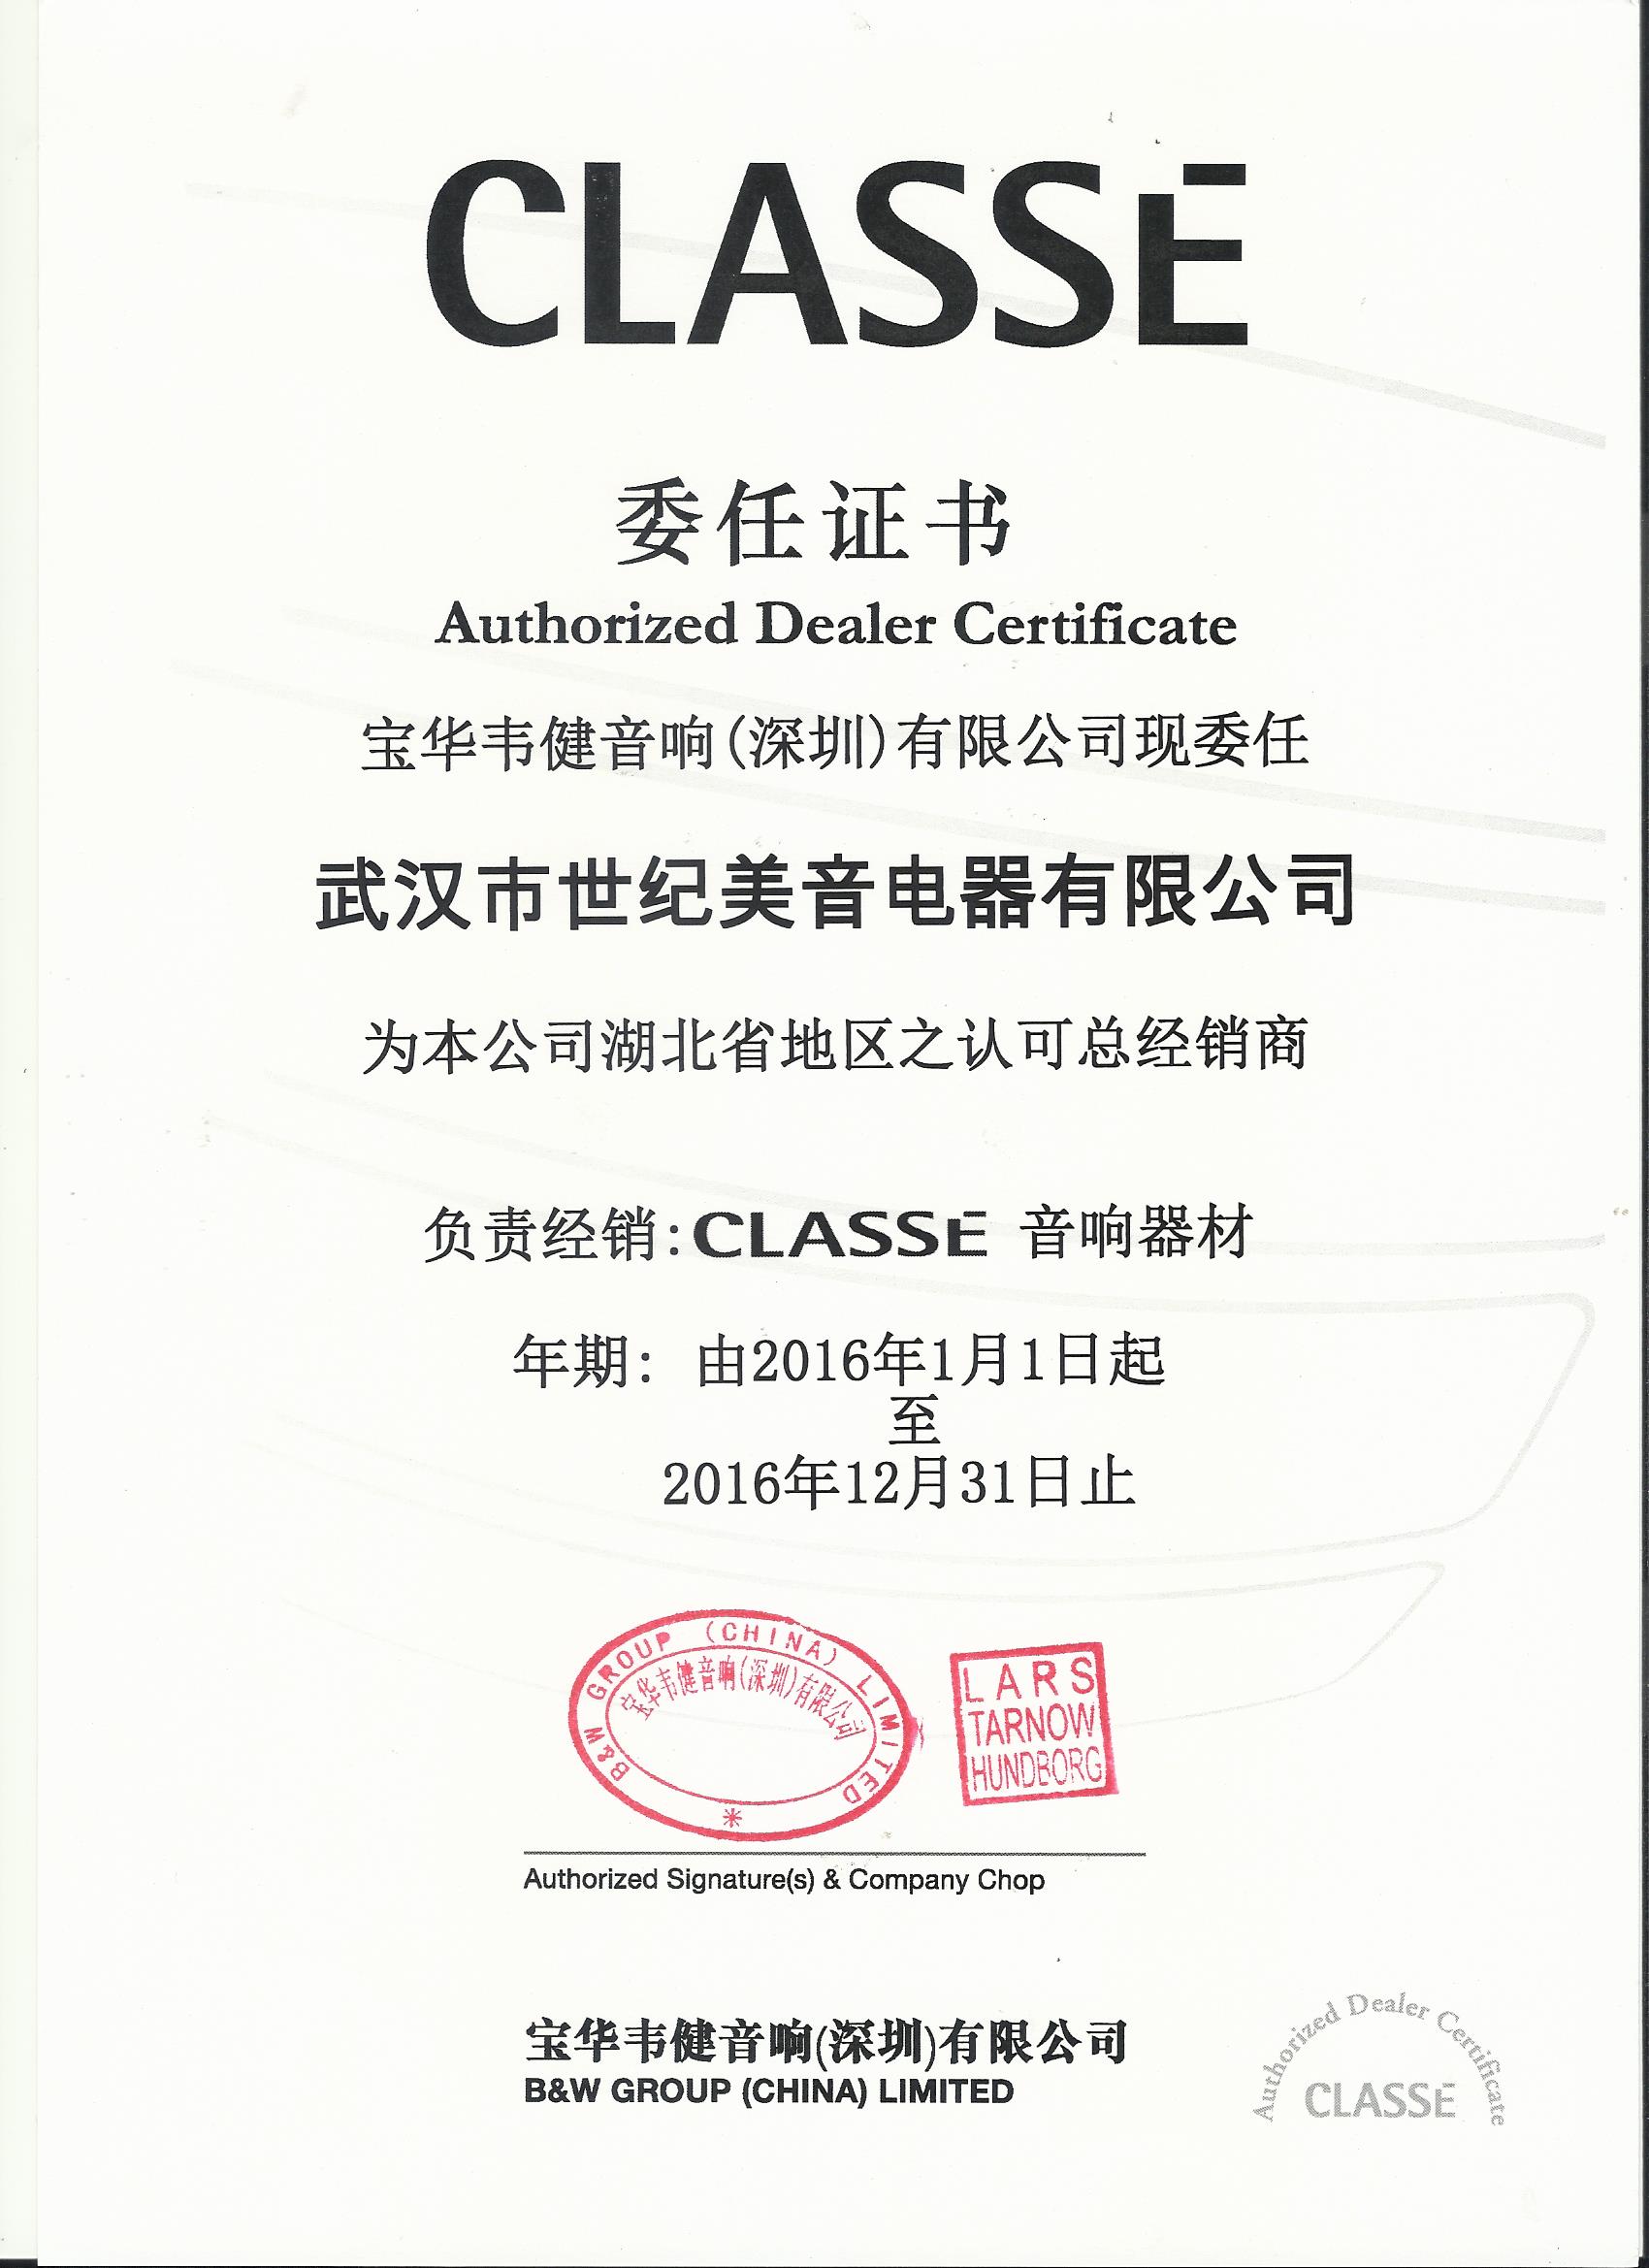 CLASSÉ
委任证书
Authorized Dealer Certificate
宝华韦健音响(深圳)有限公司现委任
武汉市世纪美音电器有限公司
为本公司湖北省地区之认可总经销商
负责经销:CLASSÉ 音响器材
年期: 由2016年1月1日起
至
2016年12月31日止
B&W GROUP (CHINA) LIMITED
宝华韦健音响(深圳)有限公司
*
LARS
TARNOW
HUNDBORG
Authorized Signature(s) & Company Chop
宝华韦健音响(深圳)有限公司
B&W GROUP (CHINA) LIMITED
Authorized Dealer Certificate
CLASSÉ